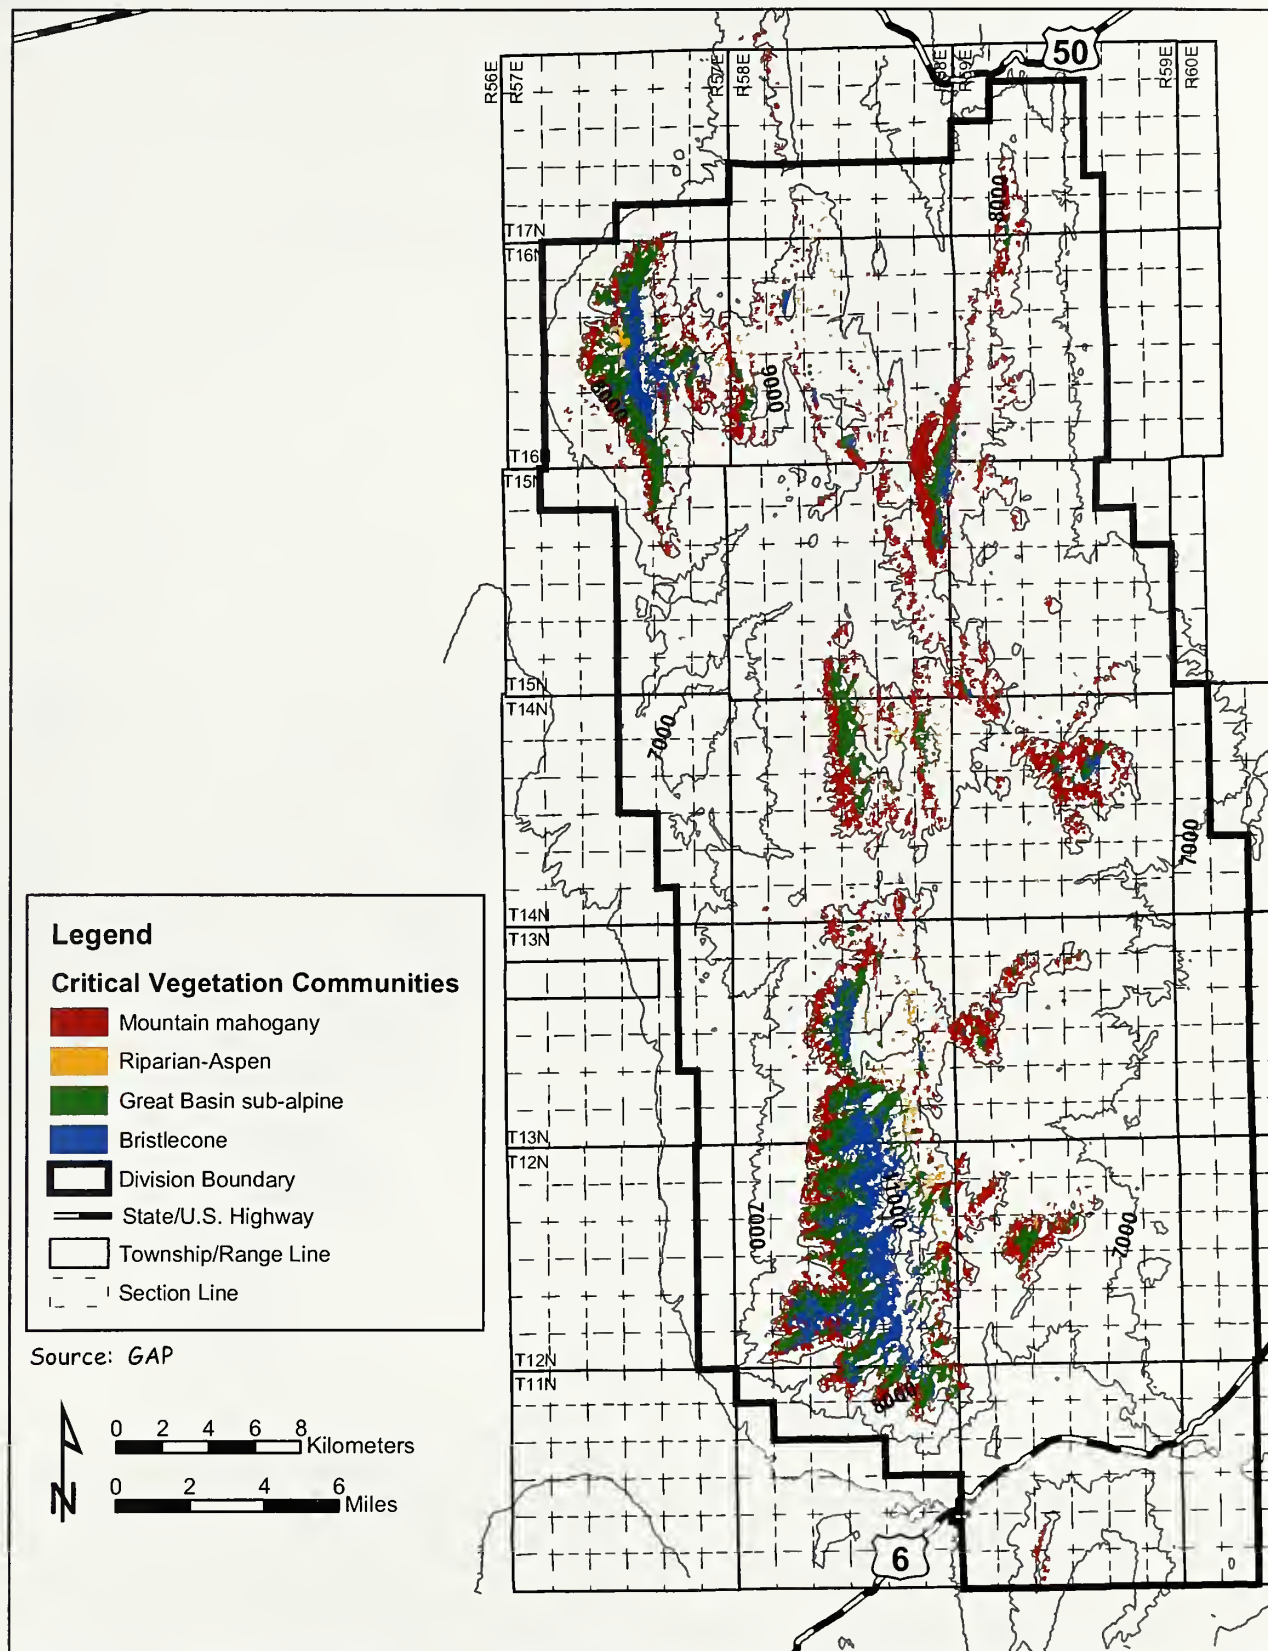 50
R56E
R57E
R57E
R58E
R58E
R59E
R59E
R60E
8000
T17N
T16N
9000
8000
T16N
T15N
T15N
T14N
7000
7000
T14N
T13N
T13N
T12N
11000
7000
7000
T12N
T11N
8000
6
Legend
Critical Vegetation Communities
Mountain mahogany
Riparian-Aspen
Great Basin sub-alpine
Bristlecone
Division Boundary
State/U.S. Highway
Township/Range Line
Section Line
Source: GAP
N
0 2 4 6 8 Kilometers
0 2 4 6 Miles